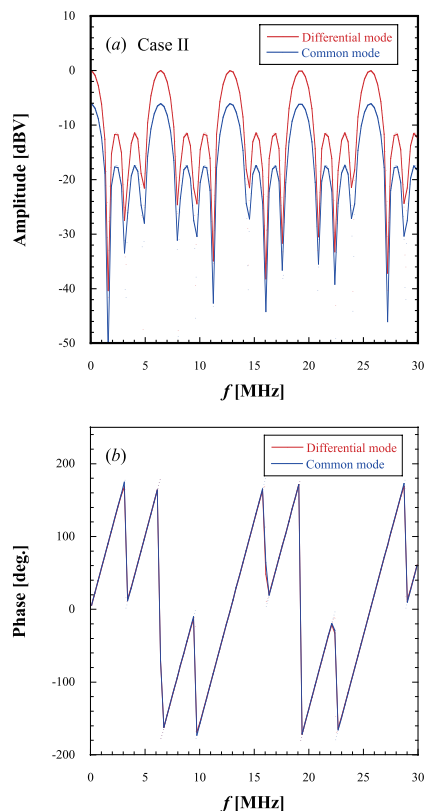 (a) Case II
Differential mode
Common mode
10
0
-10
-20
-30
-40
-50
Amplitude [dBV]
0 5 10 15 20 25 30
f [MHz]
(b)
Differential mode
Common mode
200
100
0
-100
-200
Phase [deg.]
0 5 10 15 20 25 30
f [MHz]